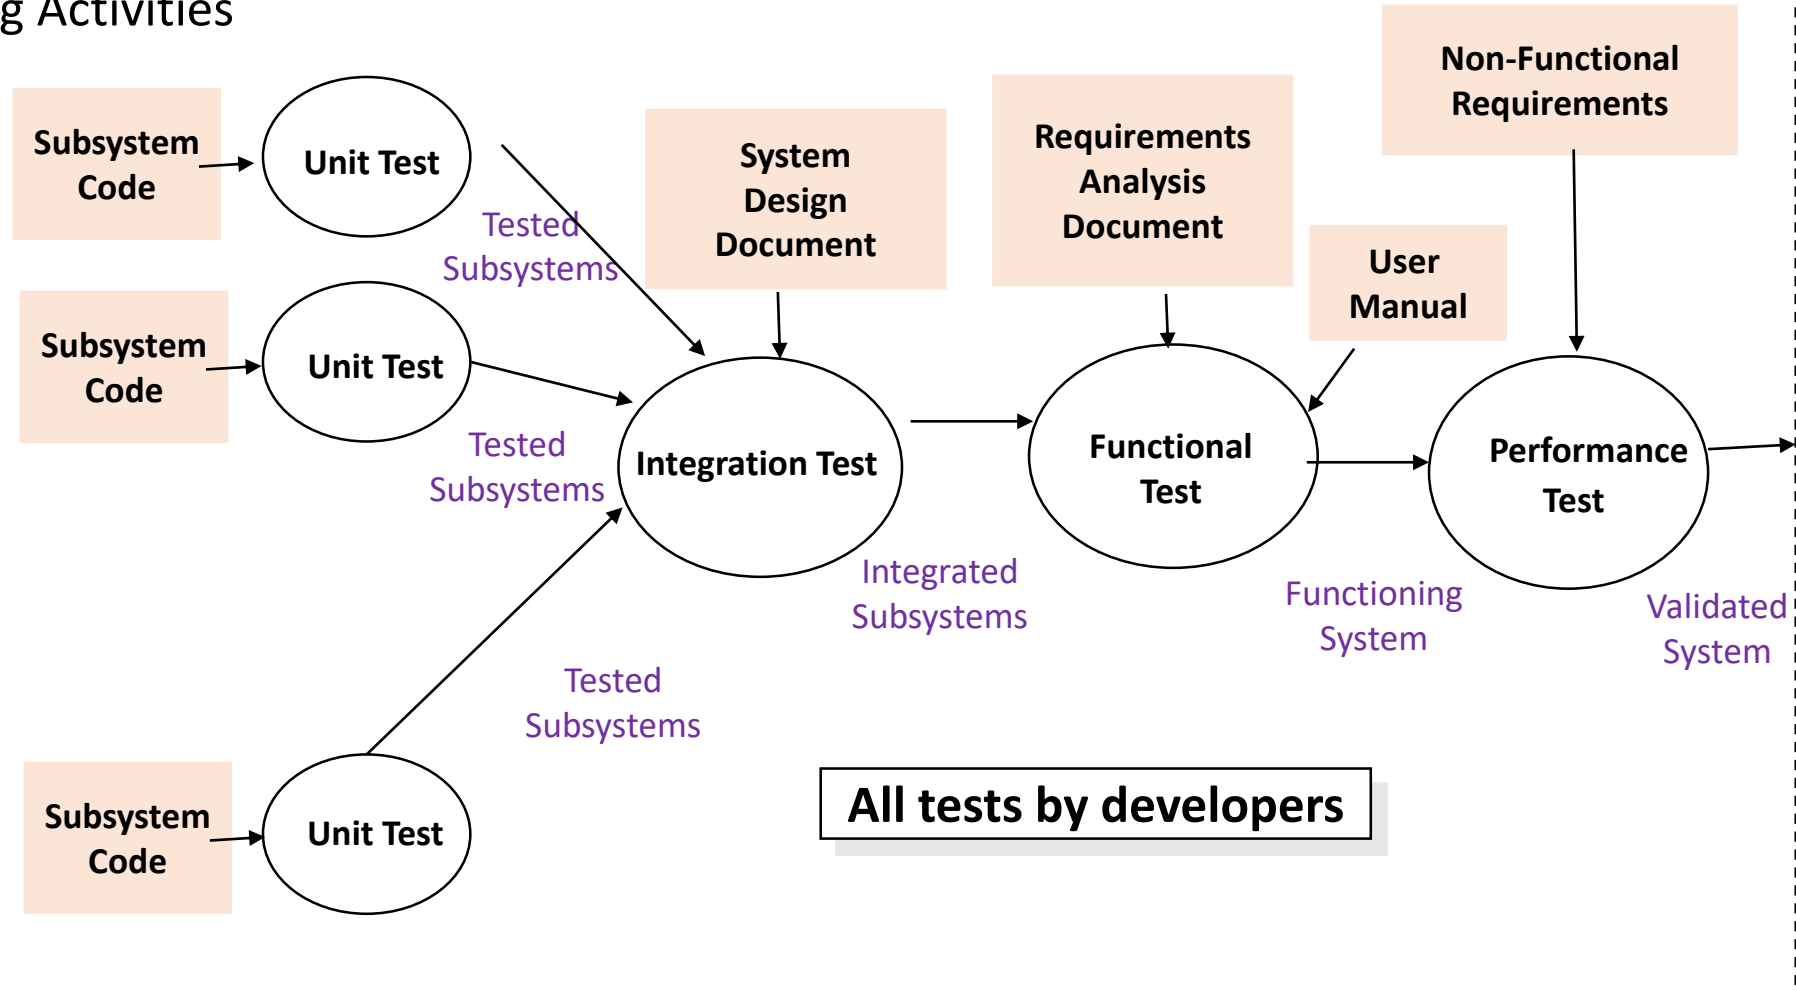 g Activities
Subsystem
Code
Unit Test
Tested
Subsystems
System
Design
Document
Requirements
Analysis
Document
Non-Functional
Requirements
User
Manual
Subsystem
Code
Unit Test
Tested
Subsystems
Integration Test
Functional
Test
Performance
Test
Integrated
Subsystems
Functioning
System
Validated
System
Tested
Subsystems
Subsystem
Code
Unit Test
All tests by developers